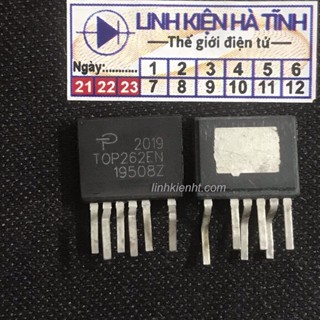 LINH KIỆN HÀ TĨNH
Thế giới điện tử
Ngày:........... 1 2 3 4 5 6
21 22 23 7 8 9 10 11 12
2019
TOP262EN
19508Z
linhkienht.com